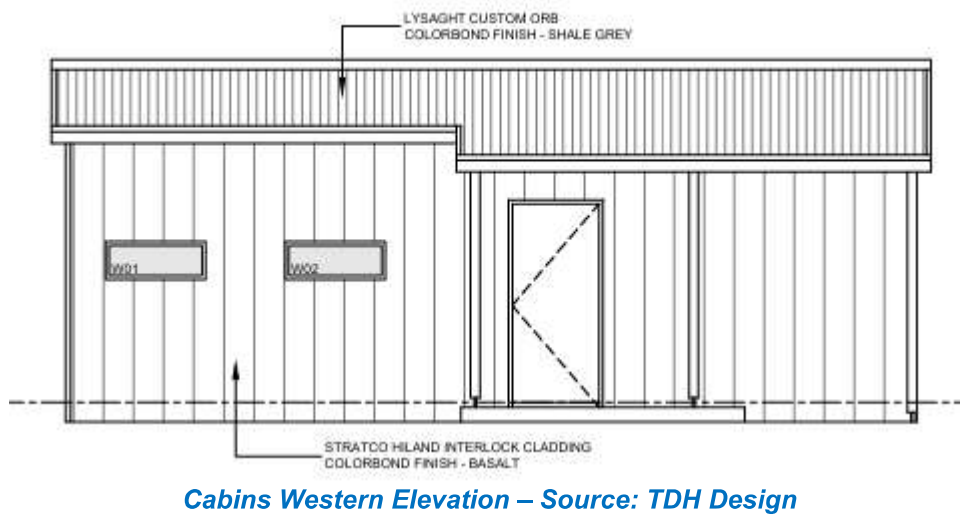 LYSAGHT CUSTOM ORB
COLORBOND FINISH - SHALE GREY
W01
W02
STRATCO HILAND INTERLOCK CLADDING
COLORBOND FINISH - BASALT
Cabins Western Elevation – Source: TDH Design